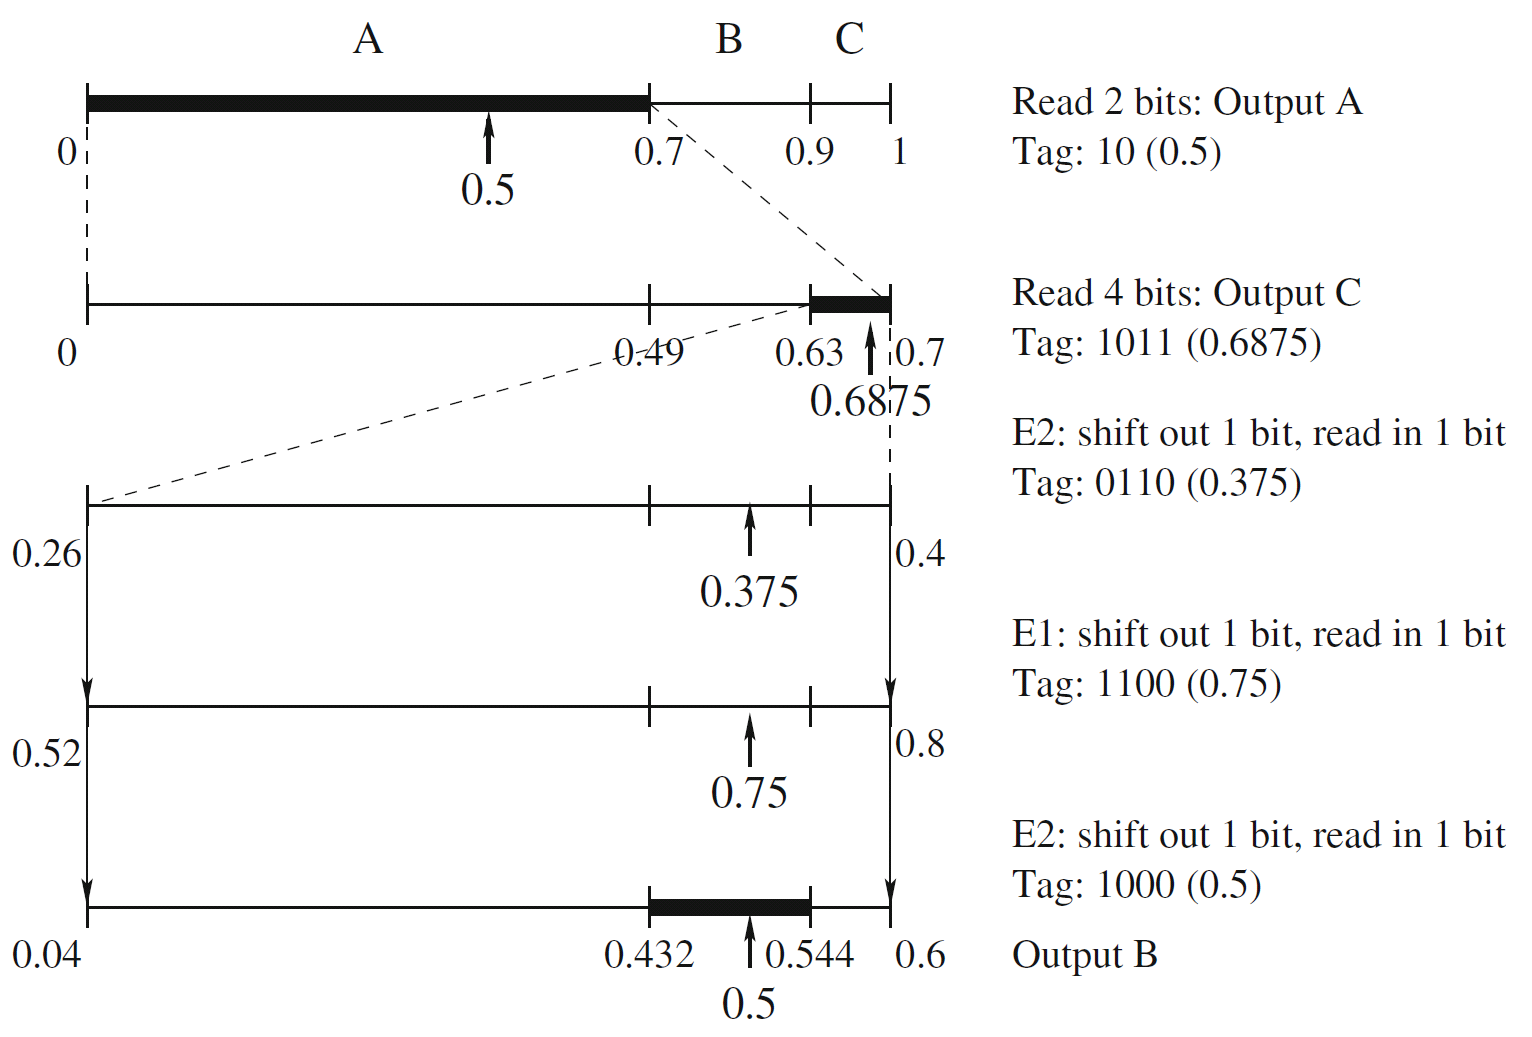 A B C
Read 2 bits: Output A
0 0.7 0.9 1 Tag: 10 (0.5)
0.5
Read 4 bits: Output C
0 0.49 0.63 0.7 Tag: 1011 (0.6875)
0.6875
E2: shift out 1 bit, read in 1 bit
Tag: 0110 (0.375)
0.26 0.4
0.375
E1: shift out 1 bit, read in 1 bit
Tag: 1100 (0.75)
0.52 0.8
0.75
E2: shift out 1 bit, read in 1 bit
Tag: 1000 (0.5)
0.04 0.432 0.544 0.6 Output B
0.5